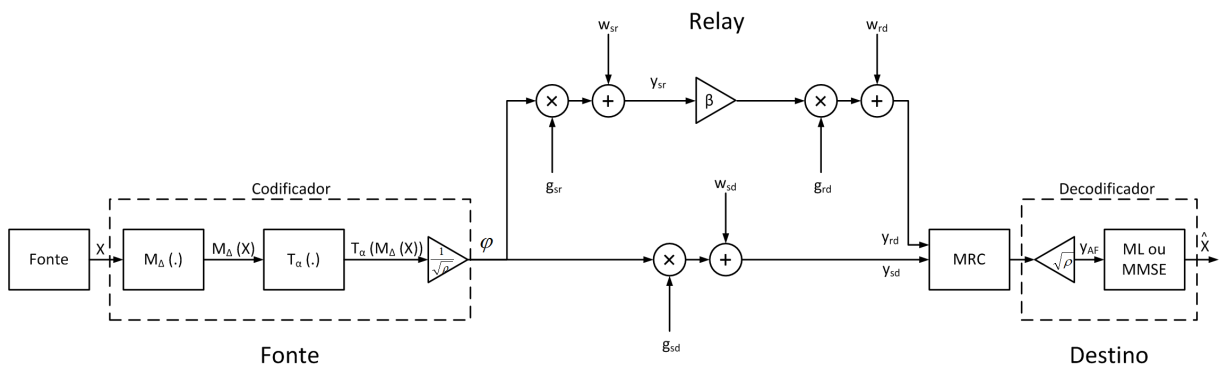 Relay
w_sr
w_rd
y_sr
β
×
+
×
+
g_sr
g_rd
w_sd
Codificador
Decodificador
Fonte
X
M_Δ (.)
M_Δ (X)
T_α (.)
T_α (M_Δ (X))
1/√ρ
φ
×
+
g_sd
y_rd
y_sd
MRC
√ρ
y_AF
ML ou
MMSE
X̂
Fonte
Destino